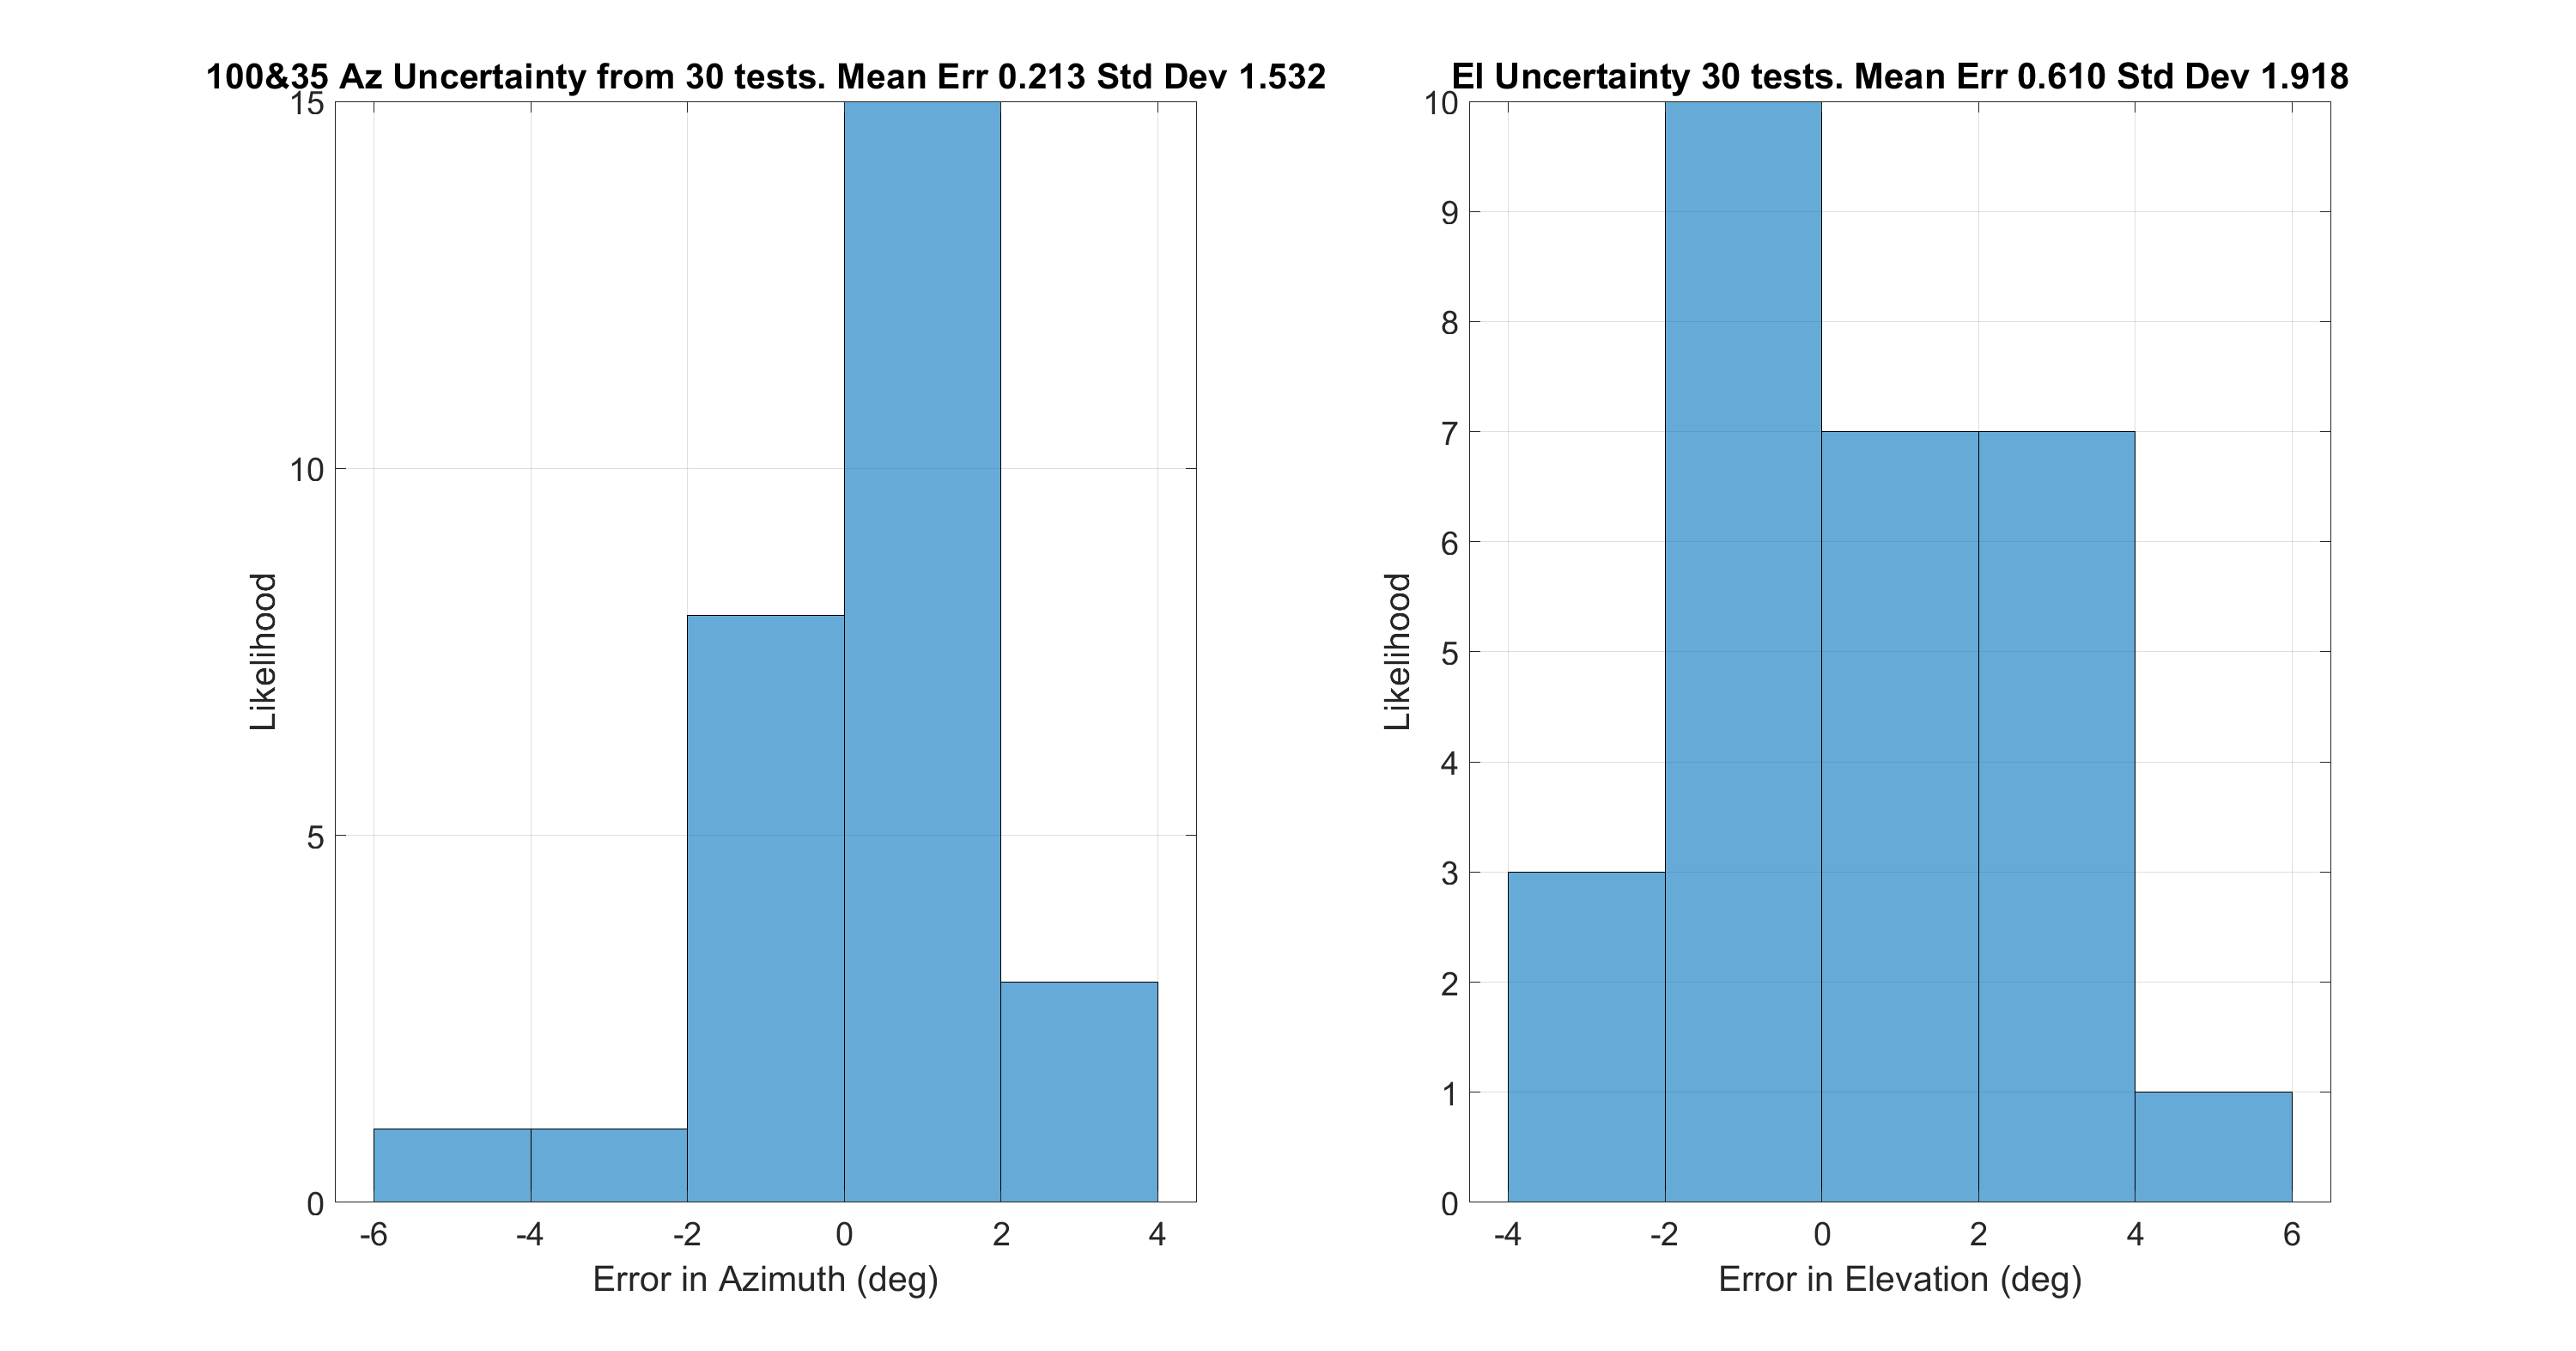 100&35 Az Uncertainty from 30 tests. Mean Err 0.213 Std Dev 1.532
15
10
5
0
Likelihood
-6 -4 -2 0 2 4
Error in Azimuth (deg)
El Uncertainty 30 tests. Mean Err 0.610 Std Dev 1.918
10
9
8
7
6
5
4
3
2
1
0
Likelihood
-4 -2 0 2 4 6
Error in Elevation (deg)